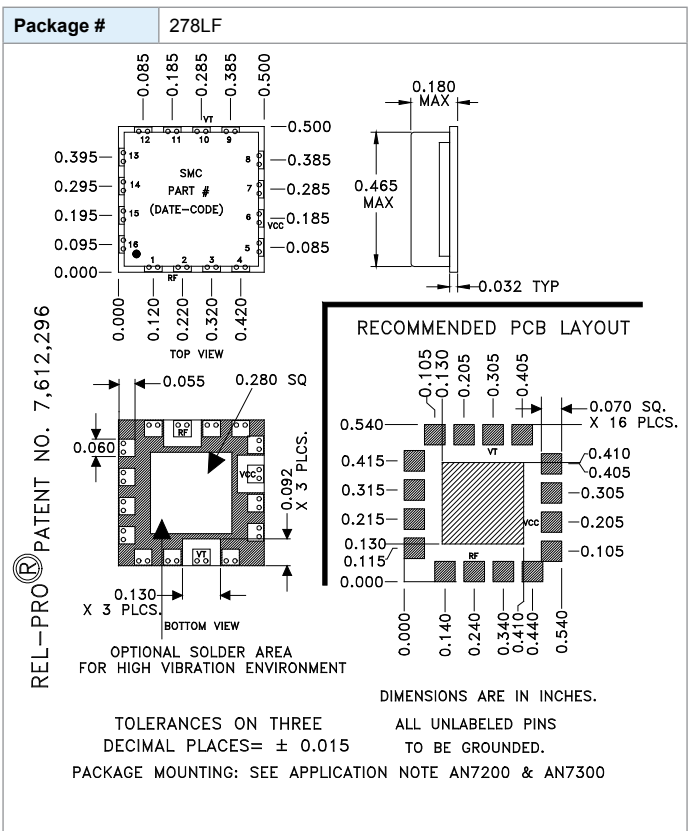 Package # 278LF
0.085 0.185 0.285 0.385 0.500
0.180
MAX
VT
0.500
12 11 10 9
0.395 13 8 0.385
SMC
0.295 14 PART # 7 0.285
0.465
MAX
(DATE-CODE)
0.195 15 6 0.185
VCC
0.095 16 5 0.085
1 2 3 4
0.000
RF
0.032 TYP
0.000 0.120 0.220 0.320 0.420
TOP VIEW
RECOMMENDED PCB LAYOUT
0.105 0.130 0.205 0.305 0.405
0.055 0.280 SQ
0.070 SQ.
X 16 PLCS.
0.540
RF
VT
0.060
0.415 0.410
0.405
VCC
0.092
X 3 PLCS.
0.315 0.305
0.215 VCC 0.205
0.130
0.115 RF 0.105
0.000
VT
0.130
X 3 PLCS.
BOTTOM VIEW
0.000 0.140 0.240 0.340 0.410 0.440 0.540
OPTIONAL SOLDER AREA
FOR HIGH VIBRATION ENVIRONMENT
REL-PRO® PATENT NO. 7,612,296
DIMENSIONS ARE IN INCHES.
TOLERANCES ON THREE
DECIMAL PLACES= ± 0.015
ALL UNLABELED PINS
TO BE GROUNDED.
PACKAGE MOUNTING: SEE APPLICATION NOTE AN7200 & AN7300